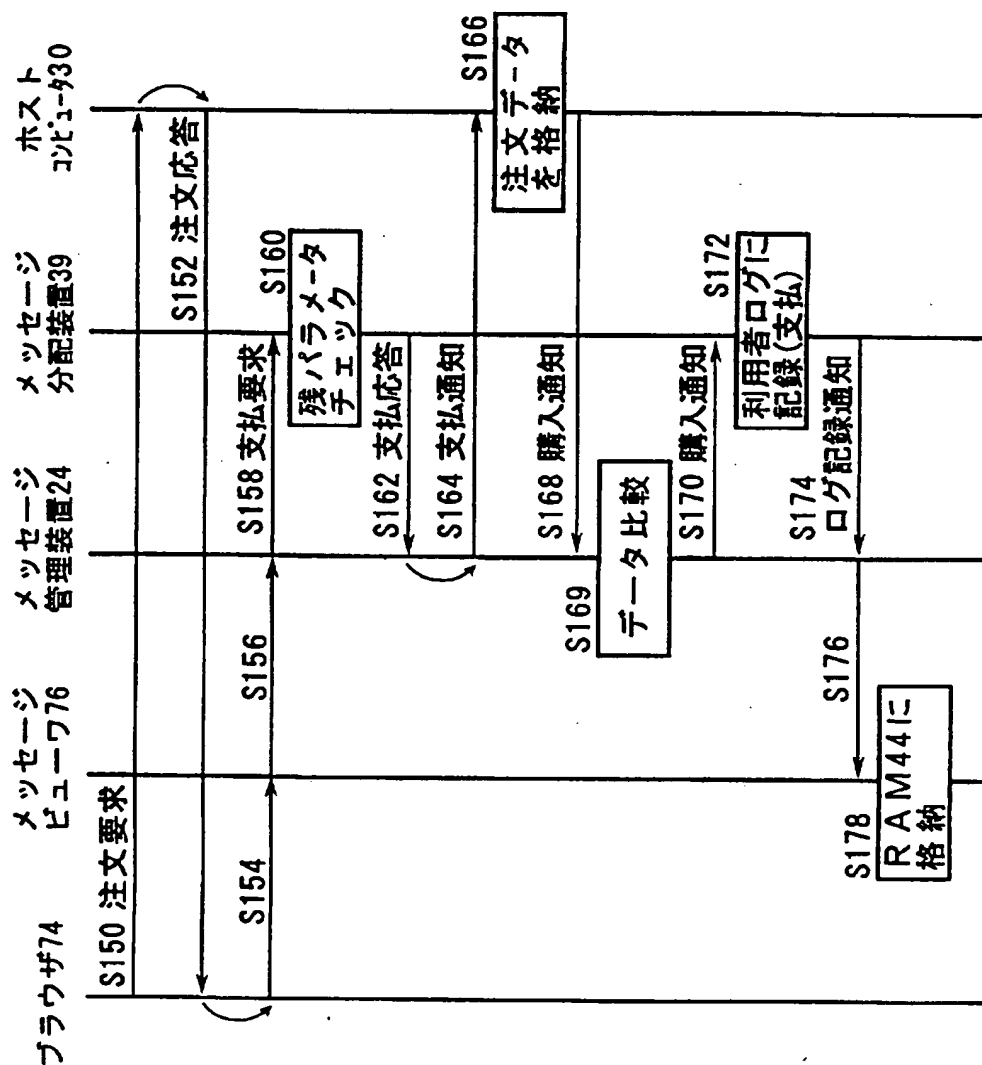 ブラウザ74
メッセージ
ビューワ76
メッセージ
管理装置24
メッセージ
分配装置39
ホスト
コンピュータ30
S150 注文要求
S152 注文応答
S154
S156
S158 支払要求
S160
残パラメータ
チェック
S162 支払応答
S164 支払通知
S166
注文データ
を格納
S168 購入通知
S169
データ比較
S170 購入通知
S172
利用者ログに
記録(支払)
S174
ログ記録通知
S176
S178
RAM44に
格納